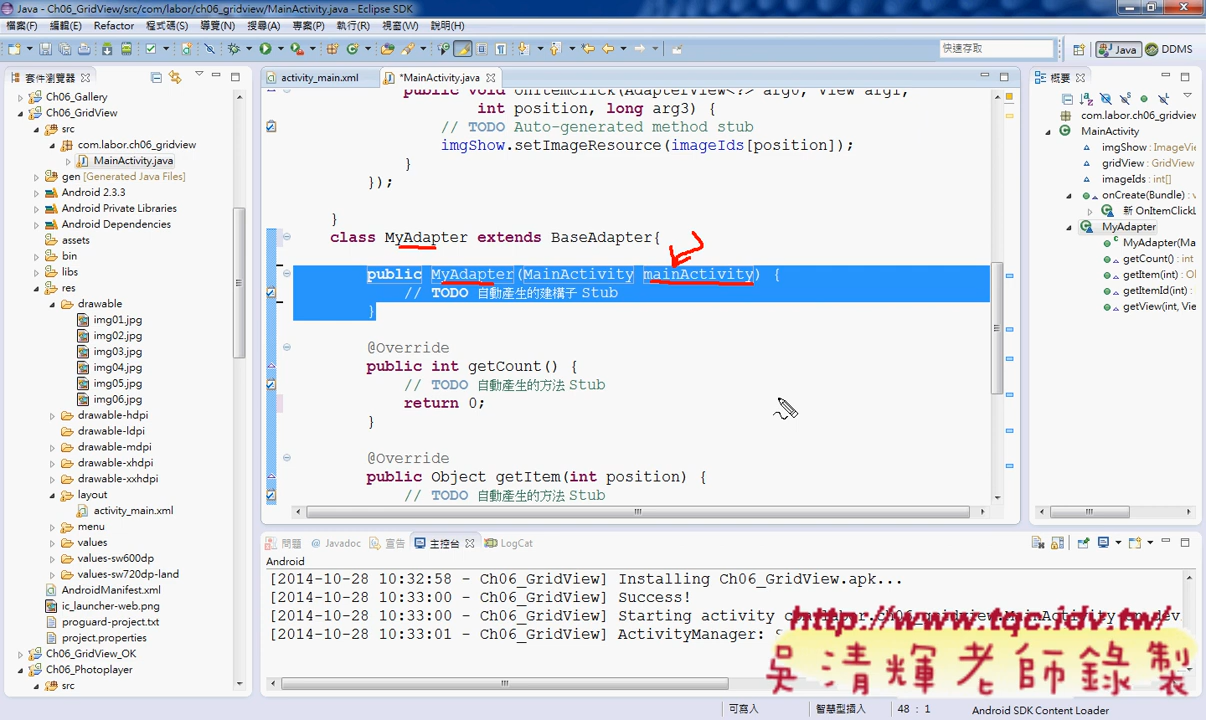 Java - Ch06_GridView/src/com/labor/ch06_gridview/MainActivity.java - Eclipse SDK
檔案(F) 編輯(E) Refactor 程式碼(S) 導覽(N) 搜尋(A) 專案(P) 執行(R) 視窗(W) 說明(H)
快速存取 Java DDMS
套件瀏覽器 activity_main.xml *MainActivity.java 概要
Ch06_Gallery
Ch06_GridView
src
com.labor.ch06_gridview
MainActivity.java
gen [Generated Java Files]
Android 2.3.3
Android Private Libraries
Android Dependencies
assets
bin
libs
res
drawable
img01.jpg
img02.jpg
img03.jpg
img04.jpg
img05.jpg
img06.jpg
drawable-hdpi
drawable-ldpi
drawable-mdpi
drawable-xhdpi
drawable-xxhdpi
layout
activity_main.xml
menu
values
values-sw600dp
values-sw720dp-land
AndroidManifest.xml
ic_launcher-web.png
proguard-project.txt
project.properties
Ch06_GridView_OK
Ch06_Photoplayer
src
public void onItemClick(AdapterView<?> arg0, View arg1,
int position, long arg3) {
// TODO Auto-generated method stub
imgShow.setImageResource(imageIds[position]);
}
});
}
class MyAdapter extends BaseAdapter{
public MyAdapter(MainActivity mainActivity) {
// TODO 自動產生的建構子 Stub
}
@Override
public int getCount() {
// TODO 自動產生的方法 Stub
return 0;
}
@Override
public Object getItem(int position) {
// TODO 自動產生的方法 Stub
com.labor.ch06_gridview
MainActivity
imgShow : ImageVie
gridView : GridView
imageIds : int[]
onCreate(Bundle) : v
新 OnItemClickL
MyAdapter
MyAdapter(Ma
getCount() : int
getItem(int) : O
getItemId(int) :
getView(int, Vie
問題 Javadoc 宣告 主控台 LogCat
Android
[2014-10-28 10:32:58 - Ch06_GridView] Installing Ch06_GridView.apk...
[2014-10-28 10:33:00 - Ch06_GridView] Success!
[2014-10-28 10:33:00 - Ch06_GridView] Starting activity com.labor.ch06_gridview.MainActivity on dev
[2014-10-28 10:33:01 - Ch06_GridView] ActivityManager: S
http://www.tqc.idv.tw/
吳清輝老師錄製
可寫入 智慧型插入 48 : 1 Android SDK Content Loader